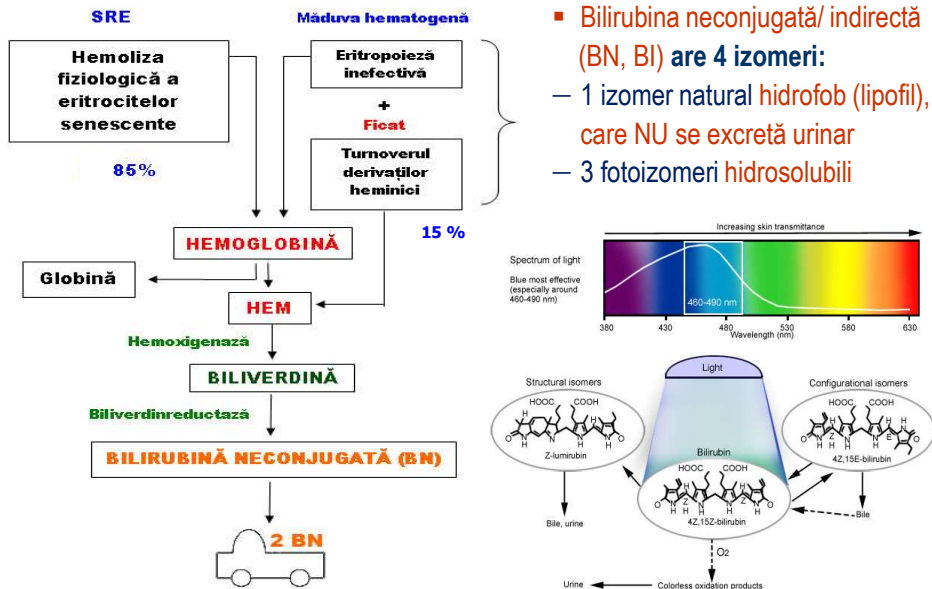 SRE
Hemoliza
fiziologică a
eritrocitelor
senescente
85%
Măduva hematogenă
Eritropoieză
inefectivă
+
Ficat
Turnoverul
derivaților
heminici
15 %
HEMOGLOBINĂ
Globină
HEM
Hemoxigenază
BILIVERDINĂ
Biliverdinreductază
BILIRUBINĂ NECONJUGATĂ (BN)
2 BN
▪ Bilirubina neconjugată/ indirectă
(BN, BI) are 4 izomeri:
– 1 izomer natural hidrofob (lipofil),
care NU se excretă urinar
– 3 fotoizomeri hidrosolubili
Increasing skin transmittance
Spectrum of light
Blue most effective
(especially around
460-490 nm)
460-490 nm
380 430 480 530 580 630
Wavelength (nm)
Light
Structural isomers
HOOC COOH
O N H N H N H N H O
Z-lumirubin
Bile, urine
Configurational isomers
HOOC COOH
O N H Z H N H N H H E N H O
4Z,15E-bilirubin
Bile
Bilirubin
HOOC COOH
O N H Z H N H N H H Z N H O
4Z,15Z-bilirubin
O2
Urine
Colorless oxidation products